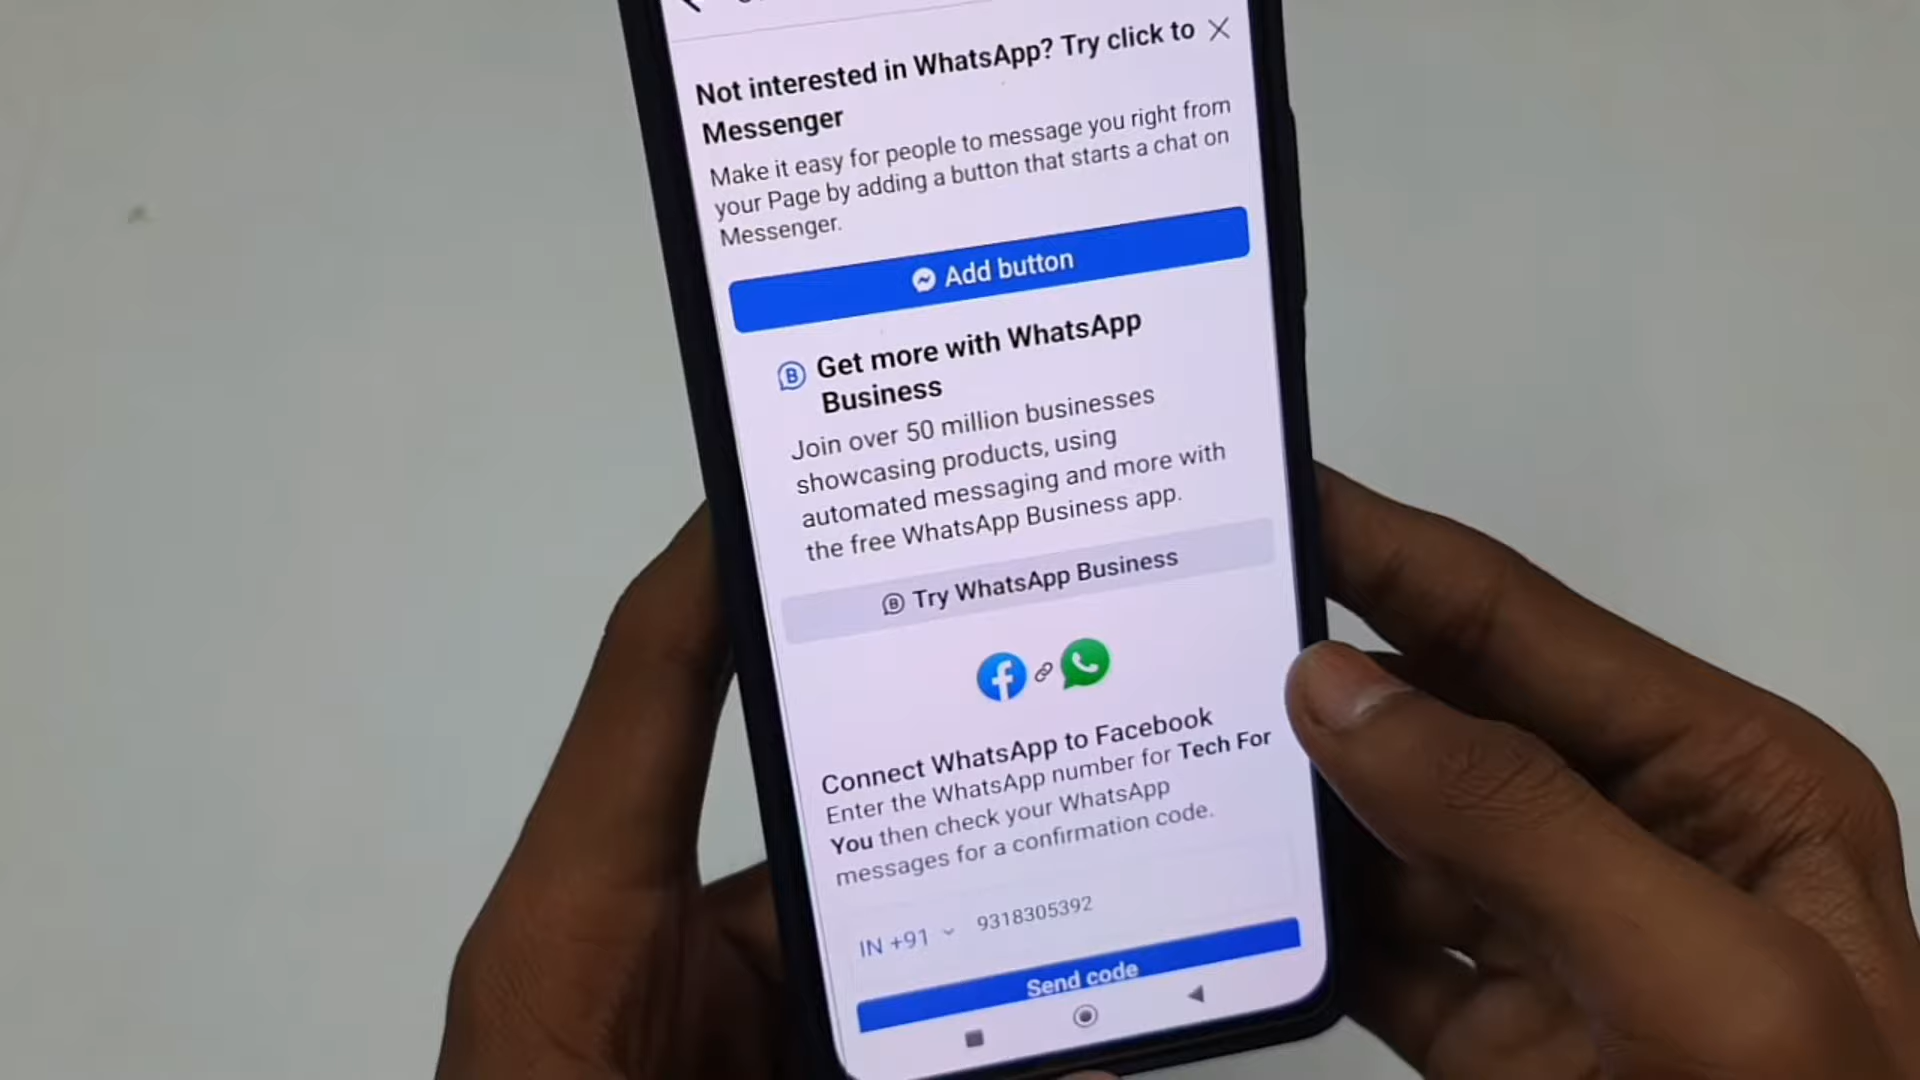 Not interested in WhatsApp? Try click to
Messenger
Make it easy for people to message you right from
your Page by adding a button that starts a chat on
Messenger.
Add button
Get more with WhatsApp
Business
Join over 50 million businesses
showcasing products, using
automated messaging and more with
the free WhatsApp Business app.
Try WhatsApp Business
Connect WhatsApp to Facebook
Enter the WhatsApp number for Tech For
You then check your WhatsApp
messages for a confirmation code.
IN +91 9318305392
Send code